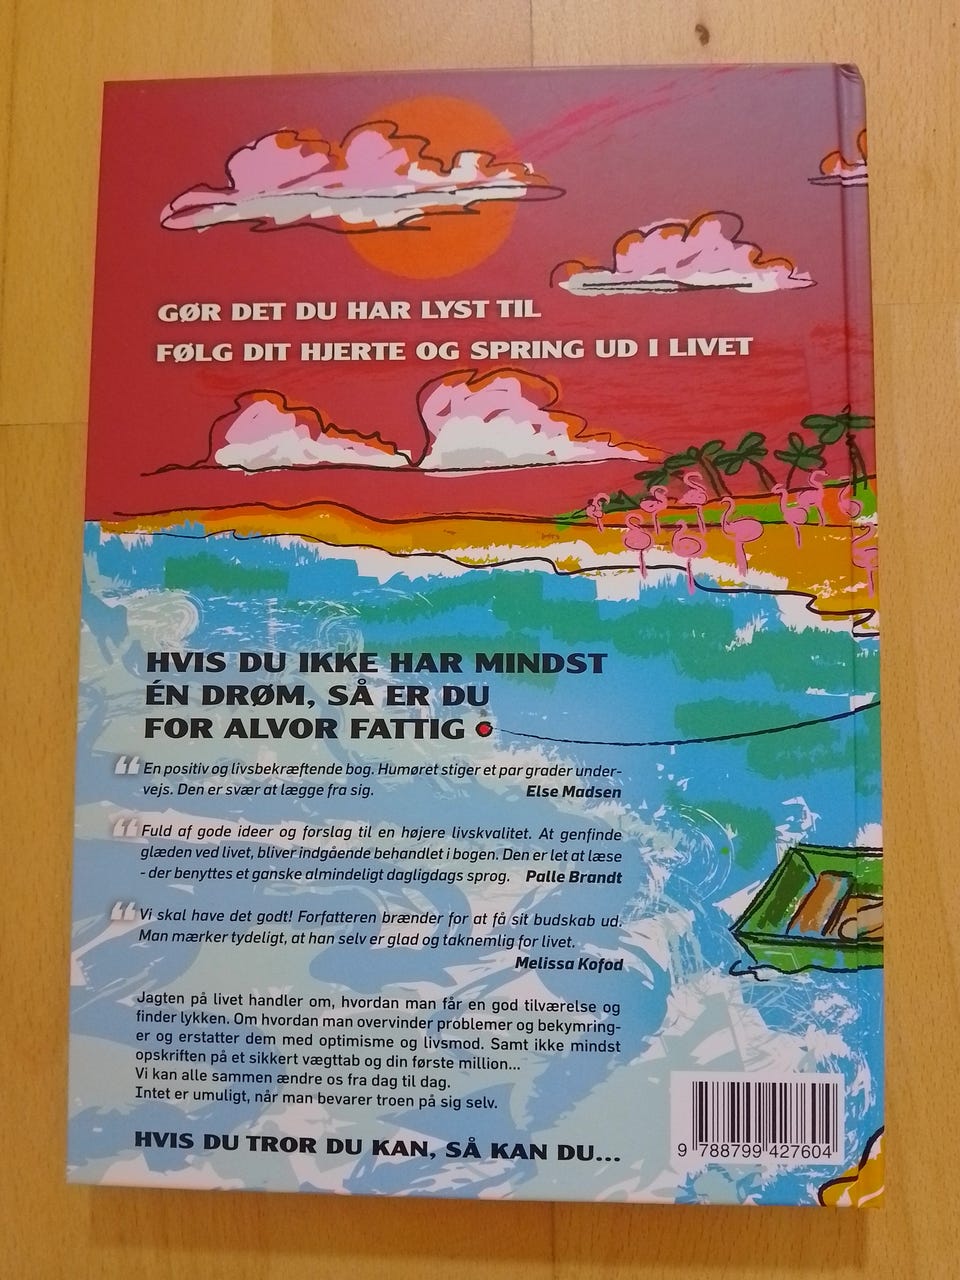 GØR DET DU HAR LYST TIL
FØLG DIT HJERTE OG SPRING UD I LIVET
HVIS DU IKKE HAR MINDST
ÉN DRØM, SÅ ER DU
FOR ALVOR FATTIG
“ En positiv og livsbekræftende bog. Humøret stiger et par grader under-
vejs. Den er svær at lægge fra sig. Else Madsen
“ Fuld af gode ideer og forslag til en højere livskvalitet. At genfinde
glæden ved livet, bliver indgående behandlet i bogen. Den er let at læse
- der benyttes et ganske almindeligt dagligdags sprog. Palle Brandt
“ Vi skal have det godt! Forfatteren brænder for at få sit budskab ud.
Man mærker tydeligt, at han selv er glad og taknemlig for livet.
Melissa Kofod
Jagten på livet handler om, hvordan man får en god tilværelse og
finder lykken. Om hvordan man overvinder problemer og bekymring-
er og erstatter dem med optimisme og livsmod. Samt ikke mindst
opskriften på et sikkert vægttab og din første million...
Vi kan alle sammen ændre os fra dag til dag.
Intet er umuligt, når man bevarer troen på sig selv.
HVIS DU TROR DU KAN, SÅ KAN DU...
9 788799 427604